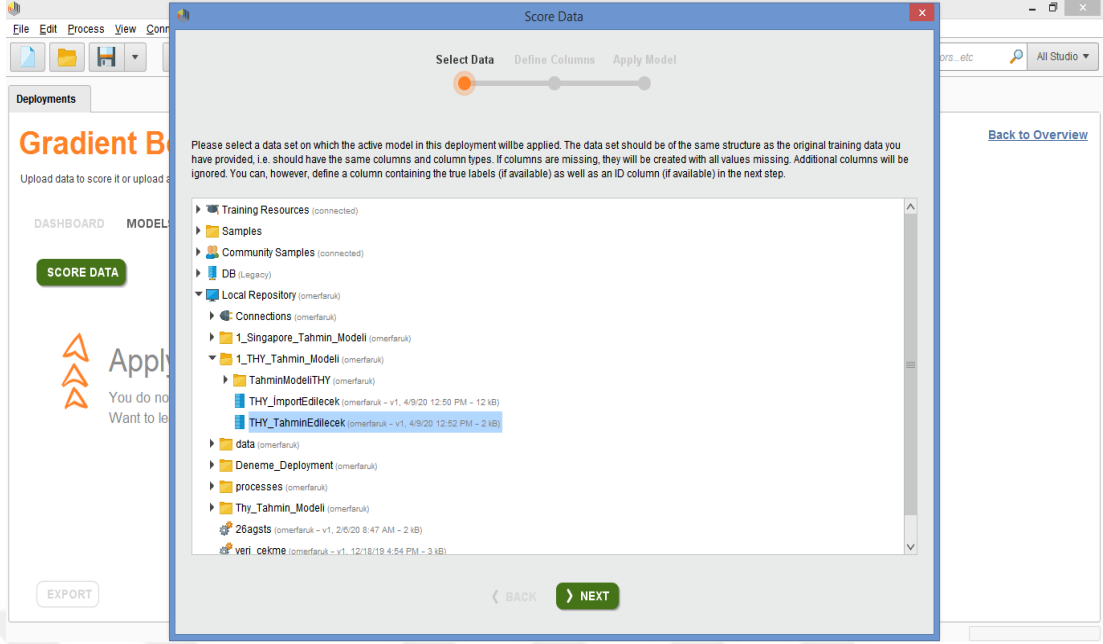 Score Data
File Edit Process View Conn
ors...etc
All Studio
Deployments
Gradient B
Back to Overview
Upload data to score it or upload a
DASHBOARD MODELS
SCORE DATA
Apply
You do no
Want to le
EXPORT
Select Data Define Columns Apply Model
Please select a data set on which the active model in this deployment willbe applied. The data set should be of the same structure as the original training data you
have provided, i.e. should have the same columns and column types. If columns are missing, they will be created with all values missing. Additional columns will be
ignored. You can, however, define a column containing the true labels (if available) as well as an ID column (if available) in the next step.
Training Resources (connected)
Samples
Community Samples (connected)
DB (Legacy)
Local Repository (omerfaruk)
Connections (omerfaruk)
1_Singapore_Tahmin_Modeli (omerfaruk)
1_THY_Tahmin_Modeli (omerfaruk)
TahminModeliTHY (omerfaruk)
THY_İmportEdilecek (omerfaruk – v1, 4/9/20 12:50 PM – 12 kB)
THY_TahminEdilecek (omerfaruk – v1, 4/9/20 12:52 PM – 2 kB)
data (omerfaruk)
Deneme_Deployment (omerfaruk)
processes (omerfaruk)
Thy_Tahmin_Modeli (omerfaruk)
26agsts (omerfaruk – v1, 2/6/20 8:47 AM – 2 kB)
veri_cekme (omerfaruk – v1, 12/18/19 4:54 PM – 3 kB)
BACK NEXT